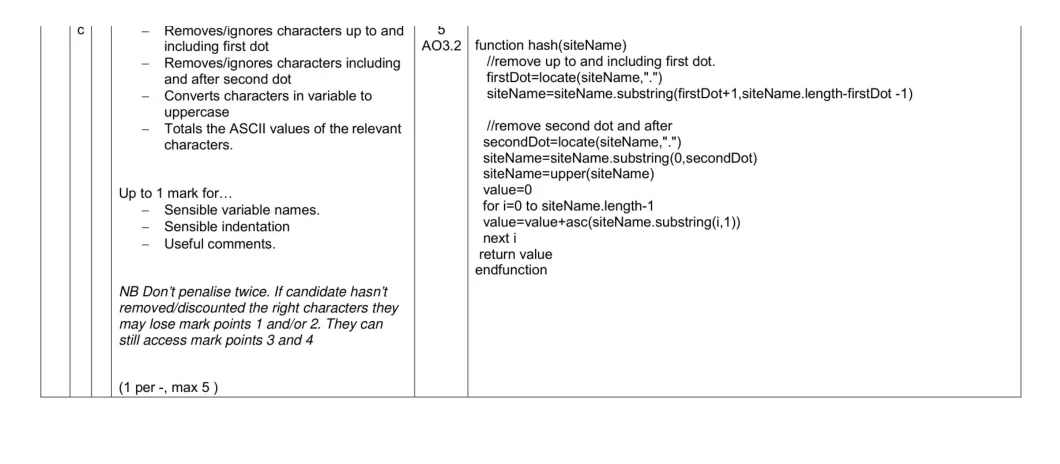 c
– Removes/ignores characters up to and
including first dot
– Removes/ignores characters including
and after second dot
– Converts characters in variable to
uppercase
– Totals the ASCII values of the relevant
characters.
Up to 1 mark for…
– Sensible variable names.
– Sensible indentation
– Useful comments.
NB Don't penalise twice. If candidate hasn't
removed/discounted the right characters they
may lose mark points 1 and/or 2. They can
still access mark points 3 and 4
(1 per -, max 5 )
5
AO3.2
function hash(siteName)
//remove up to and including first dot.
firstDot=locate(siteName,".")
siteName=siteName.substring(firstDot+1,siteName.length-firstDot -1)
//remove second dot and after
secondDot=locate(siteName,".")
siteName=siteName.substring(0,secondDot)
siteName=upper(siteName)
value=0
for i=0 to siteName.length-1
value=value+asc(siteName.substring(i,1))
next i
return value
endfunction